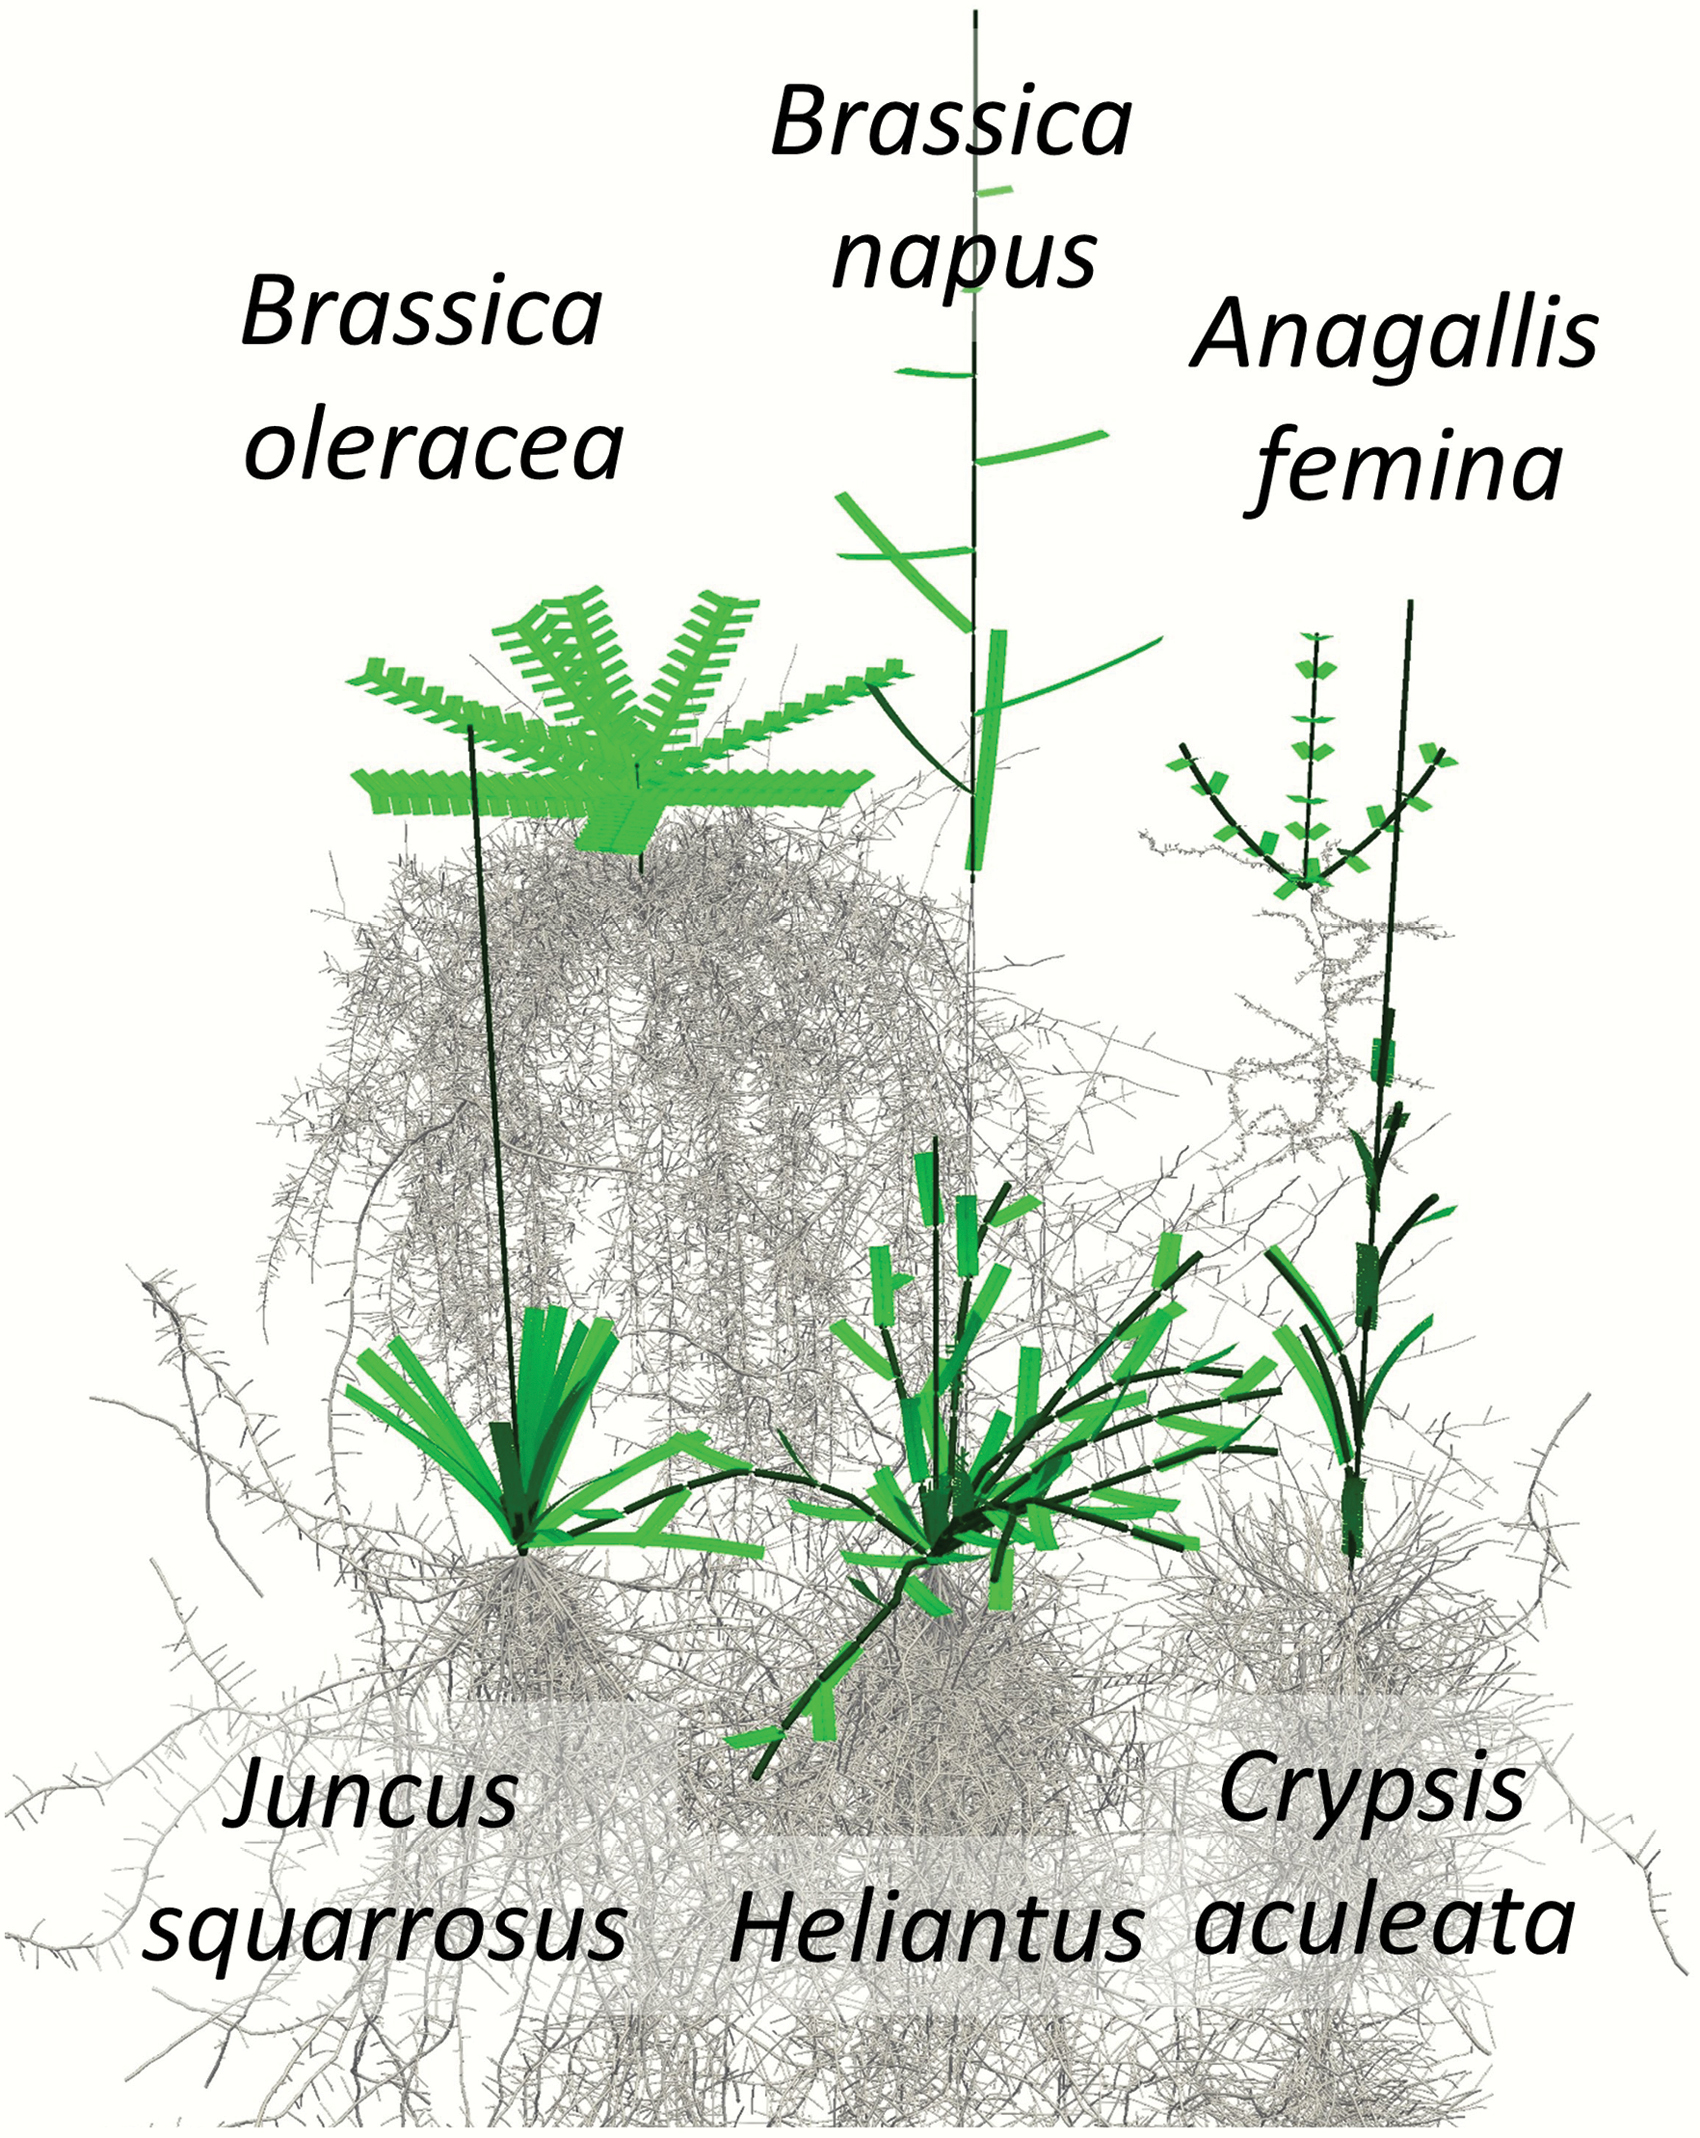 Brassica
napus
Brassica
oleracea
Anagallis
femina
Juncus
squarrosus
Heliantus
Crypsis
aculeata